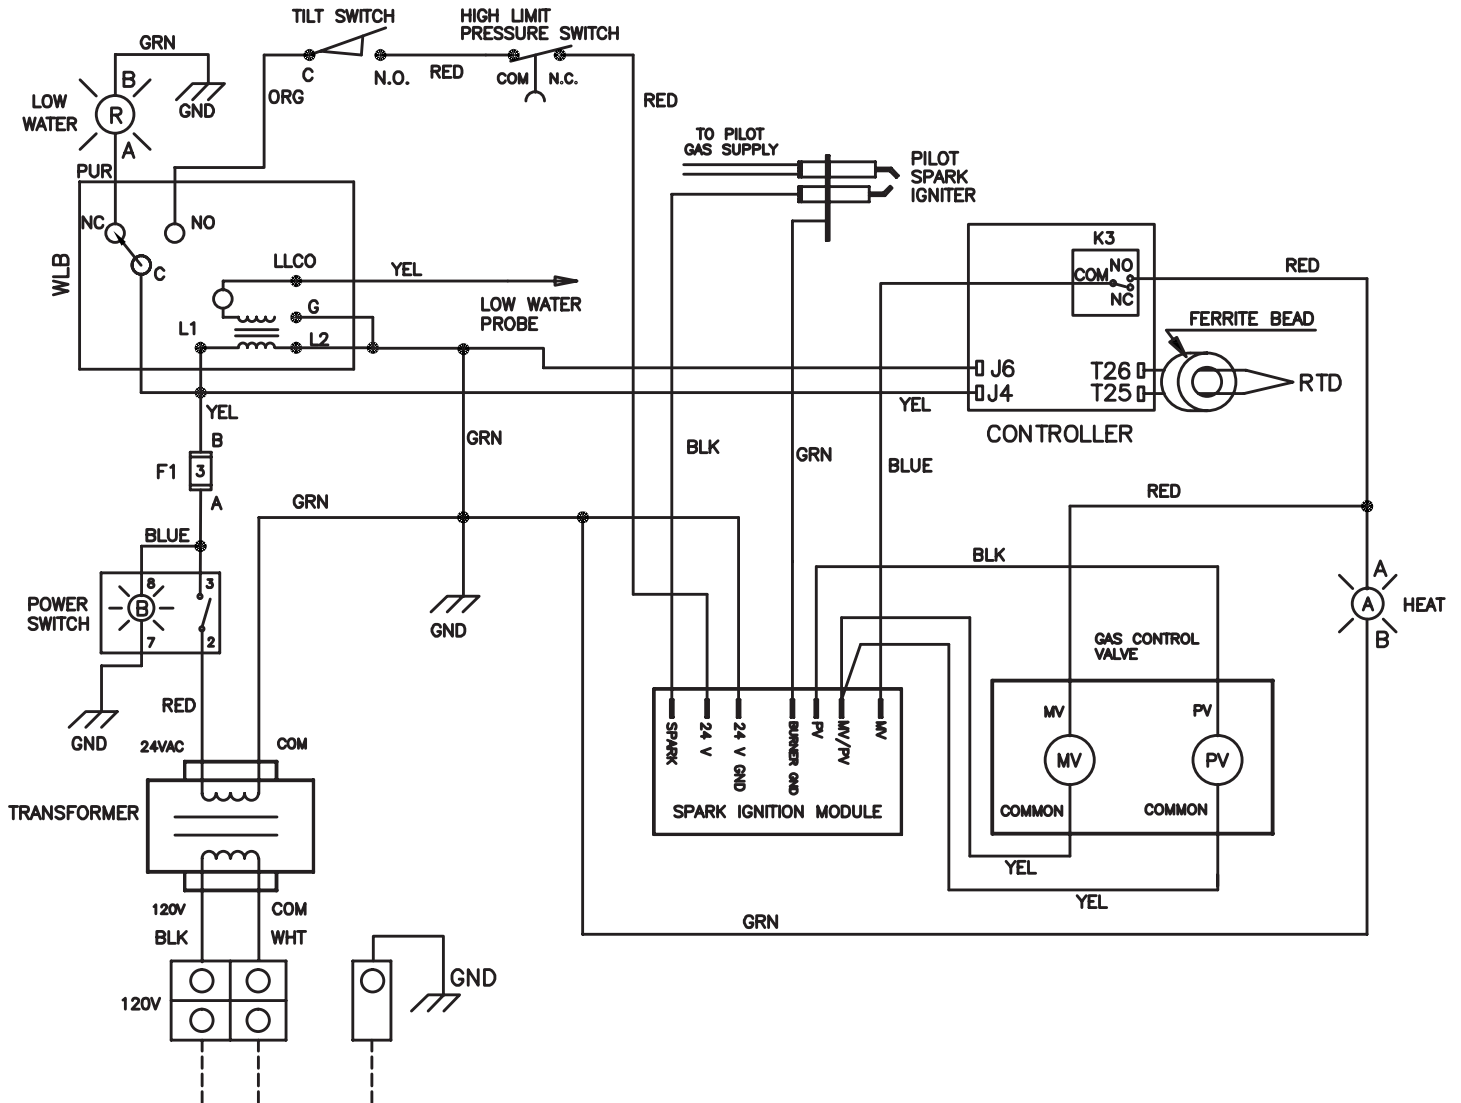 TILT SWITCH
HIGH LIMIT
PRESSURE SWITCH
GRN
B
LOW
WATER
R
GND
A
PUR
ORG
C
N.O.
RED
COM
N.C.
RED
TO PILOT
GAS SUPPLY
PILOT
SPARK
IGNITER
NC
NO
C
WLB
LLCO
YEL
LOW WATER
PROBE
G
L1
L2
K3
NO
COM
NC
RED
FERRITE BEAD
J6
J4
T26
T25
RTD
CONTROLLER
YEL
YEL
B
F1
3
A
GRN
BLK
GRN
BLUE
GRN
RED
BLUE
8
3
B
7
2
POWER
SWITCH
GND
BLK
A
A
B
HEAT
RED
GND
24VAC
COM
TRANSFORMER
GAS CONTROL
VALVE
MV
PV
MV
PV
COMMON
COMMON
SPARK
24 V
24 V GND
BURNER GND
PV
MV/PV
MV
SPARK IGNITION MODULE
YEL
YEL
120V
COM
BLK
WHT
GRN
120V
GND